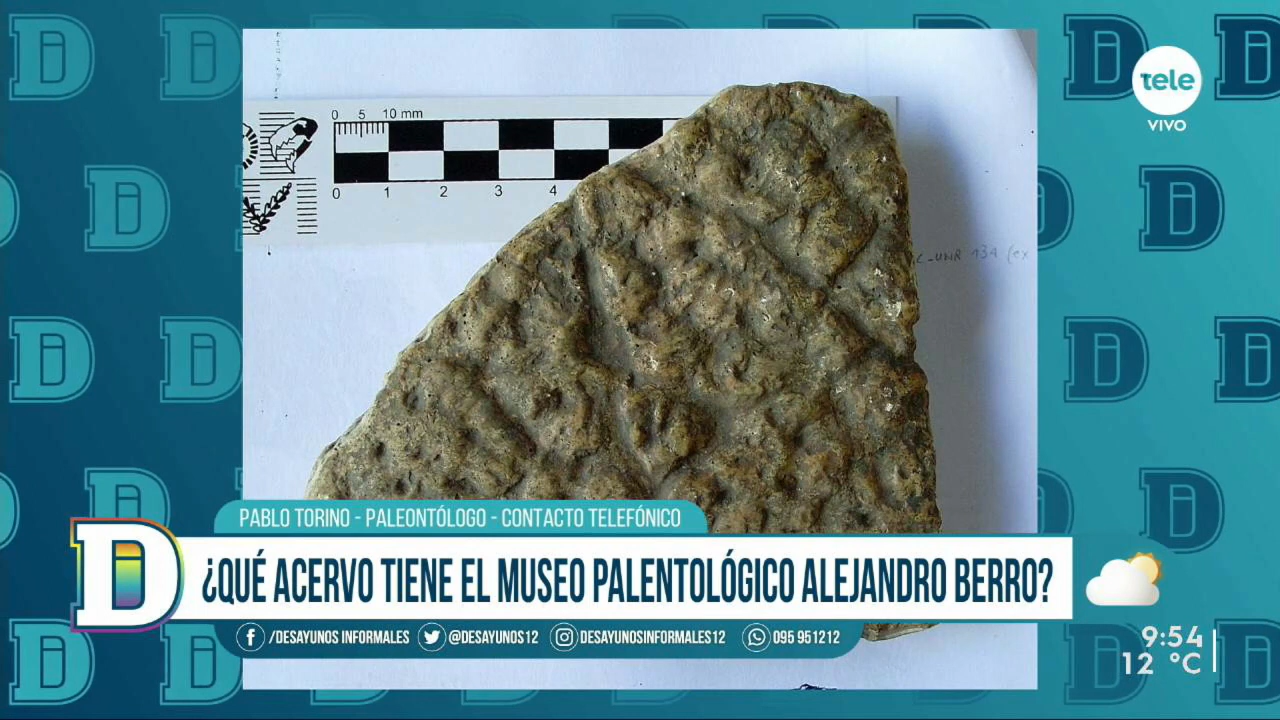 tele
VIVO
0 5 10 mm
0 1 2 3 4
PABLO TORINO - PALEONTÓLOGO - CONTACTO TELEFÓNICO
D
¿QUÉ ACERVO TIENE EL MUSEO PALENTOLÓGICO ALEJANDRO BERRO?
/DESAYUNOS INFORMALES @DESAYUNOS12 DESAYUNOSINFORMALES12 095 951212
9:54
12 °C